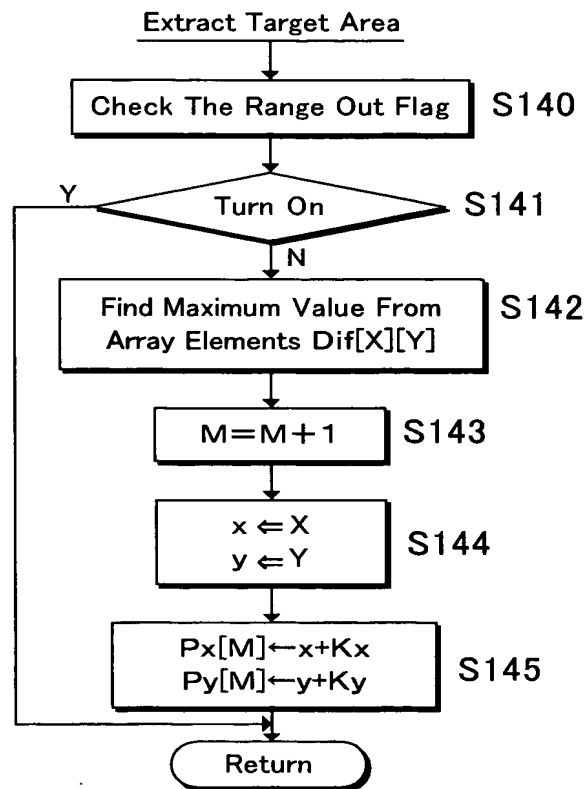 Extract Target Area
Check The Range Out Flag
S140
Y
Turn On
S141
N
Find Maximum Value From
Array Elements Dif[X][Y]
S142
M=M+1
S143
x⇐X
y⇐Y
S144
Px[M]←x+Kx
Py[M]←y+Ky
S145
Return